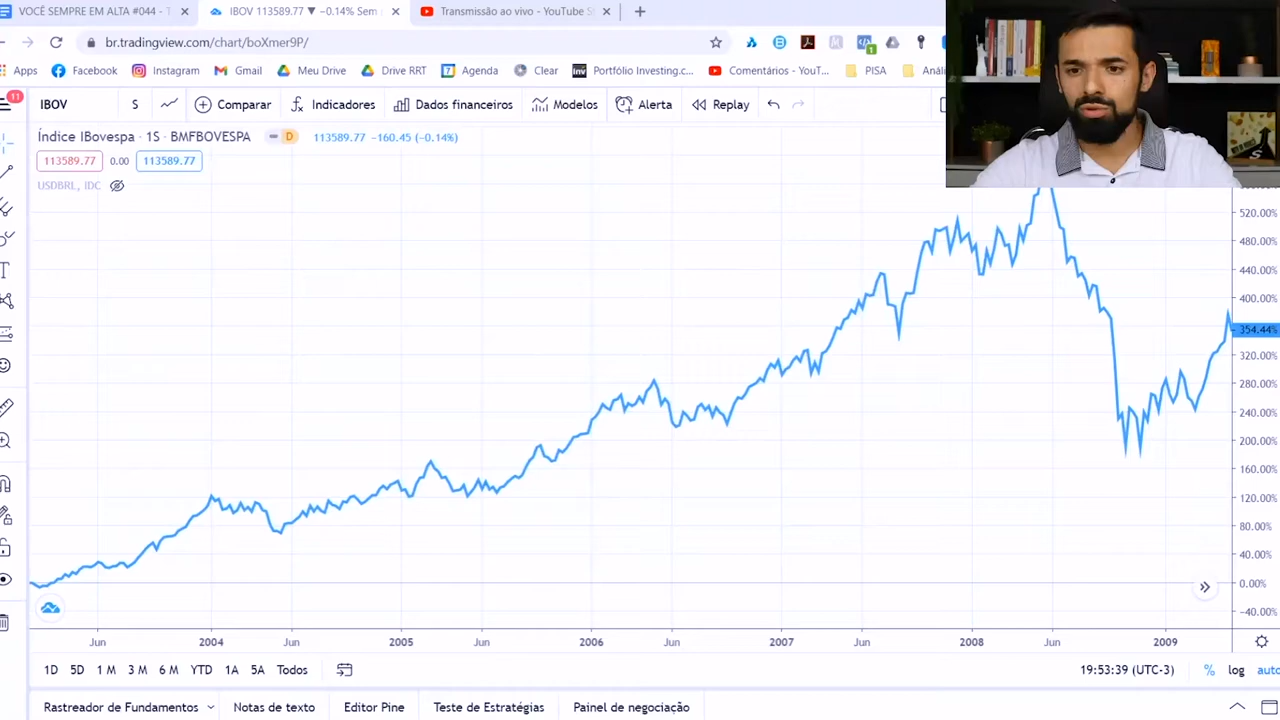 VOCÊ SEMPRE EM ALTA #044 - T
IBOV 113589.77 ▼ −0.14% Sem
Transmissão ao vivo - YouTube St
br.tradingview.com/chart/boXmer9P/
Apps Facebook Instagram Gmail Meu Drive Drive RRT Agenda Clear Portfólio Investing.c... Comentários - YouT... PISA Anális
11
IBOV S Comparar Indicadores Dados financeiros Modelos Alerta Replay
Índice IBovespa · 1S · BMFBOVESPA D 113589.77 −160.45 (−0.14%)
113589.77 0.00 113589.77
USDBRL, IDC
520.00%
480.00%
440.00%
400.00%
354.44%
320.00%
280.00%
240.00%
200.00%
160.00%
120.00%
80.00%
40.00%
0.00%
−40.00%
Jun 2004 Jun 2005 Jun 2006 Jun 2007 Jun 2008 Jun 2009
1D 5D 1 M 3 M 6 M YTD 1A 5A Todos 19:53:39 (UTC-3) % log auto
Rastreador de Fundamentos Notas de texto Editor Pine Teste de Estratégias Painel de negociação